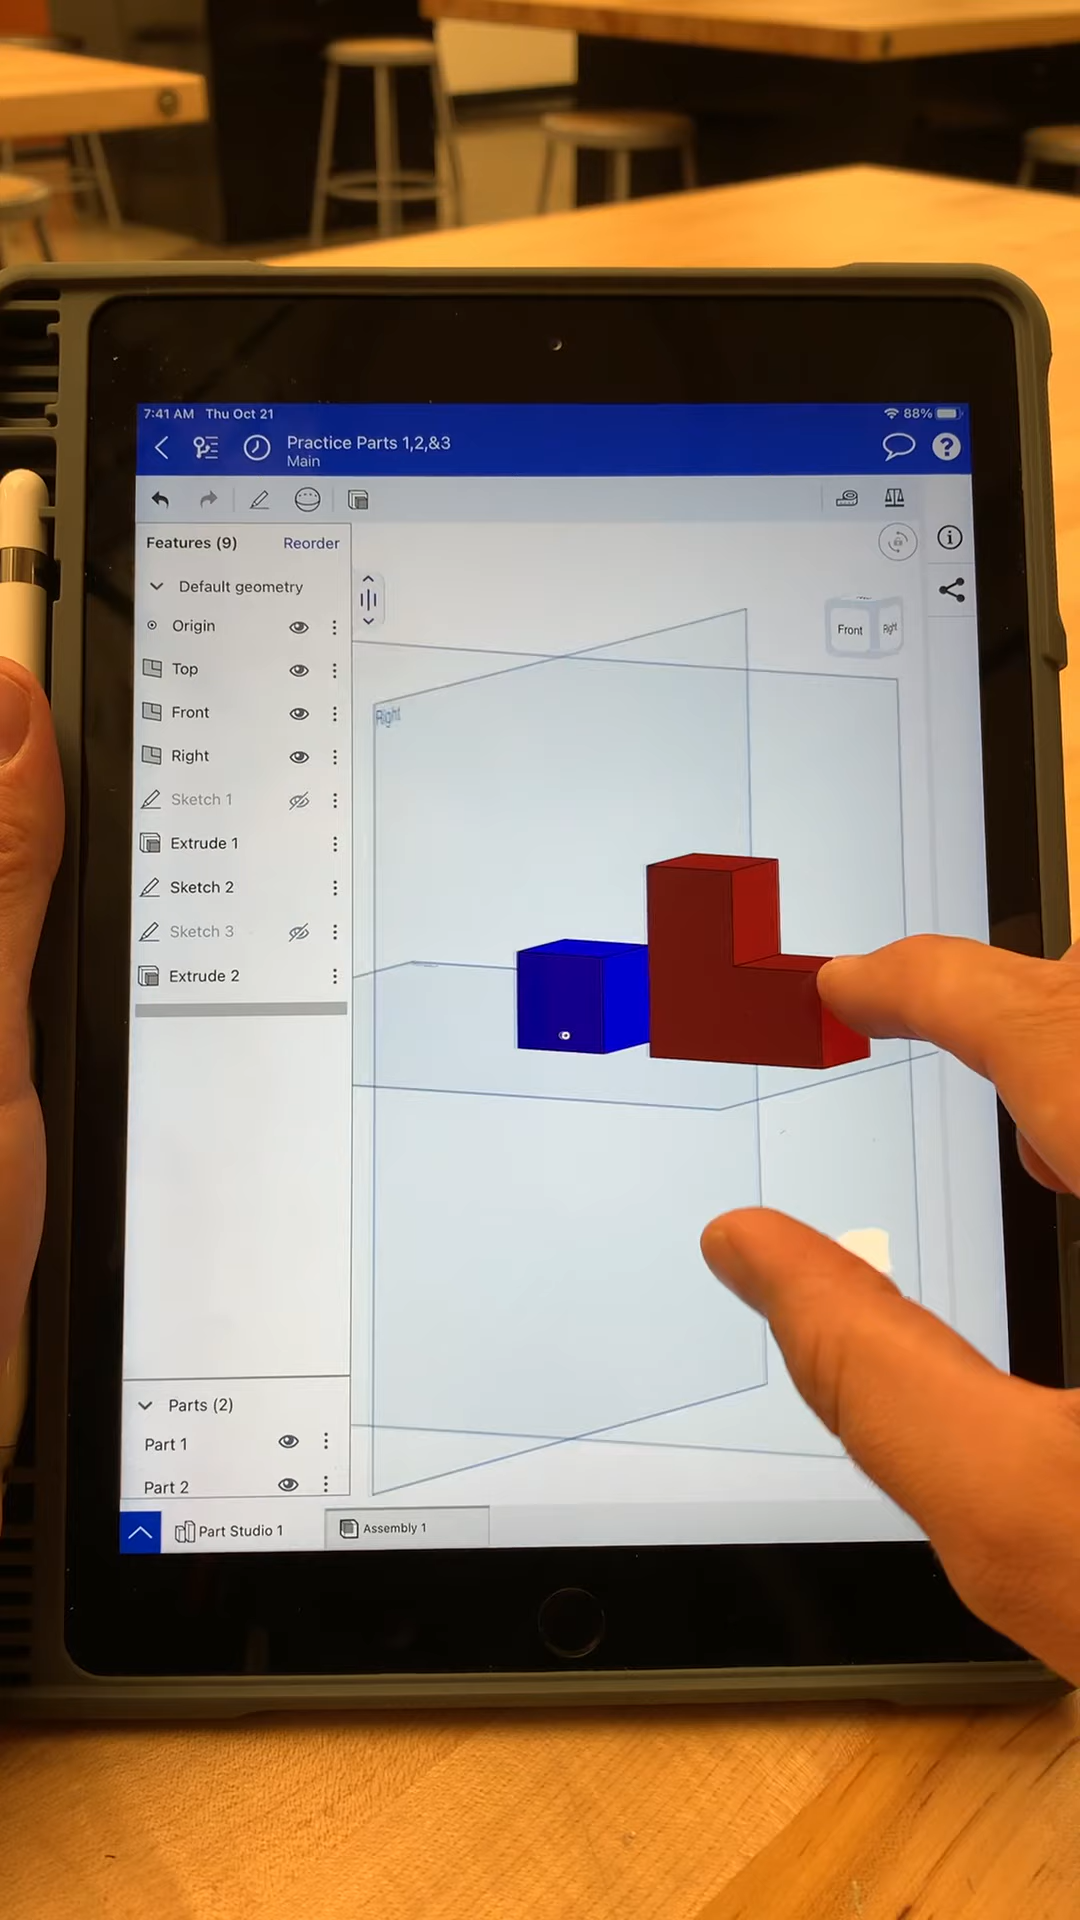 7:41 AM Thu Oct 21 88%
Practice Parts 1,2,&3
Main
?
Features (9) Reorder
Default geometry
Origin
Top
Front
Right
Sketch 1
Extrude 1
Sketch 2
Sketch 3
Extrude 2
Front Right
Right
Parts (2)
Part 1
Part 2
Part Studio 1 Assembly 1